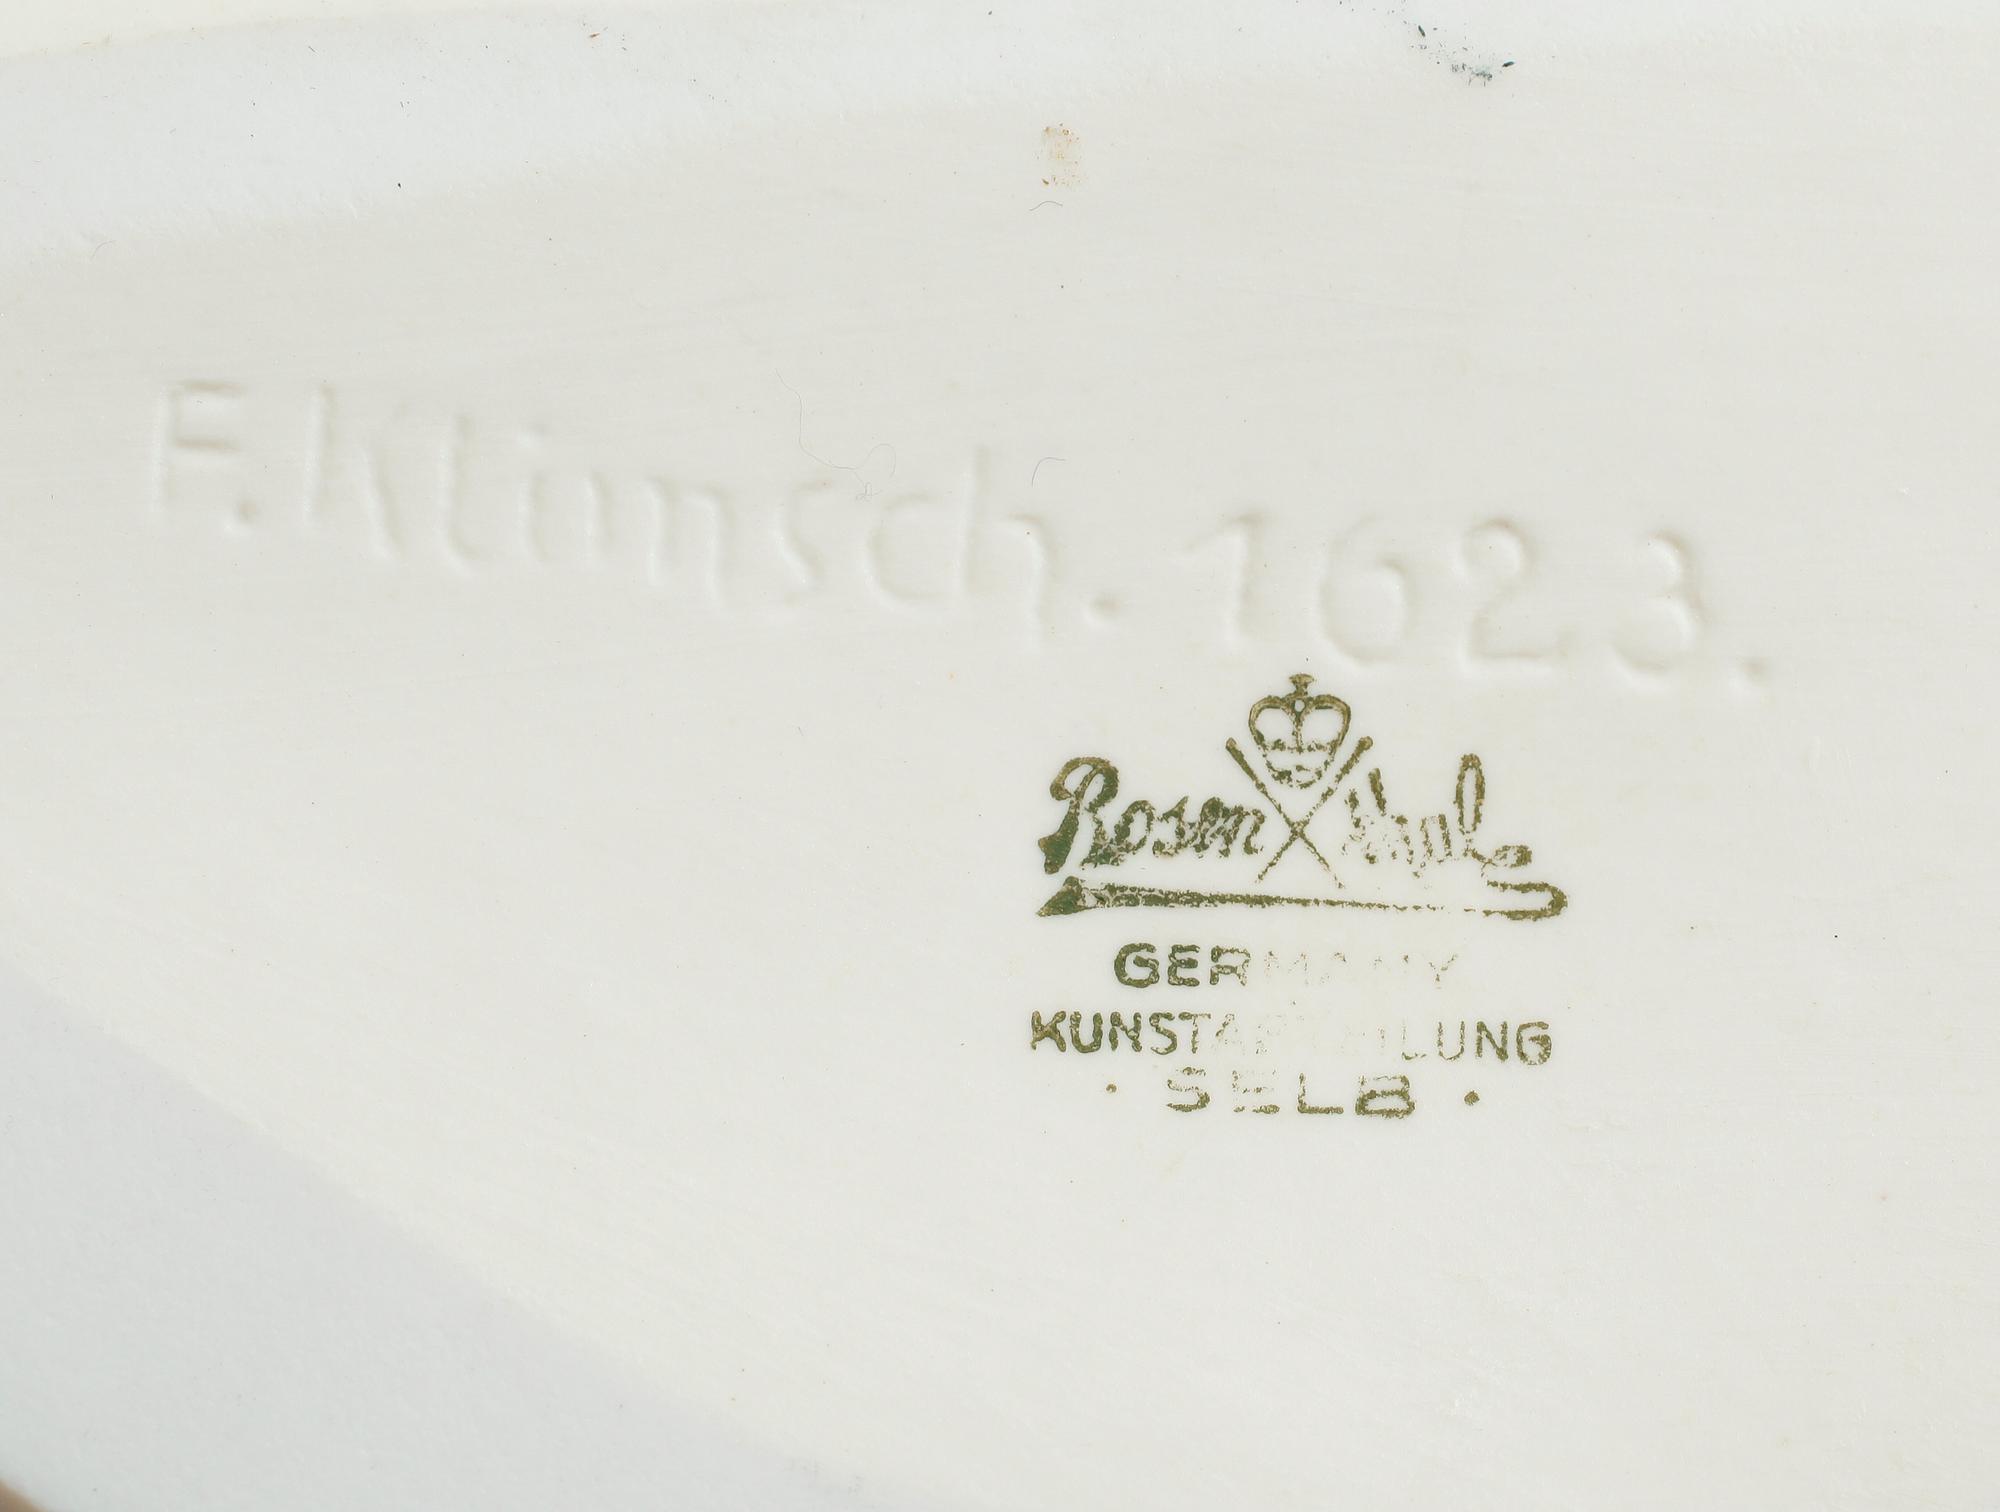 F. Klimsch. 1623.
Rosenthal
GERMANY
KUNSTABTEILUNG
· SELB ·